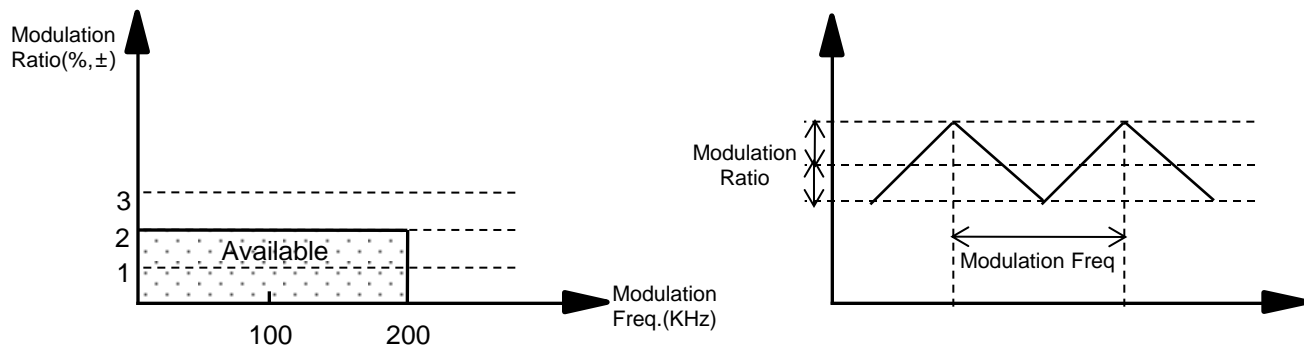 Modulation
Ratio(%,±)
3
2
Available
1
100
200
Modulation
Freq.(KHz)
Modulation
Ratio
Modulation Freq